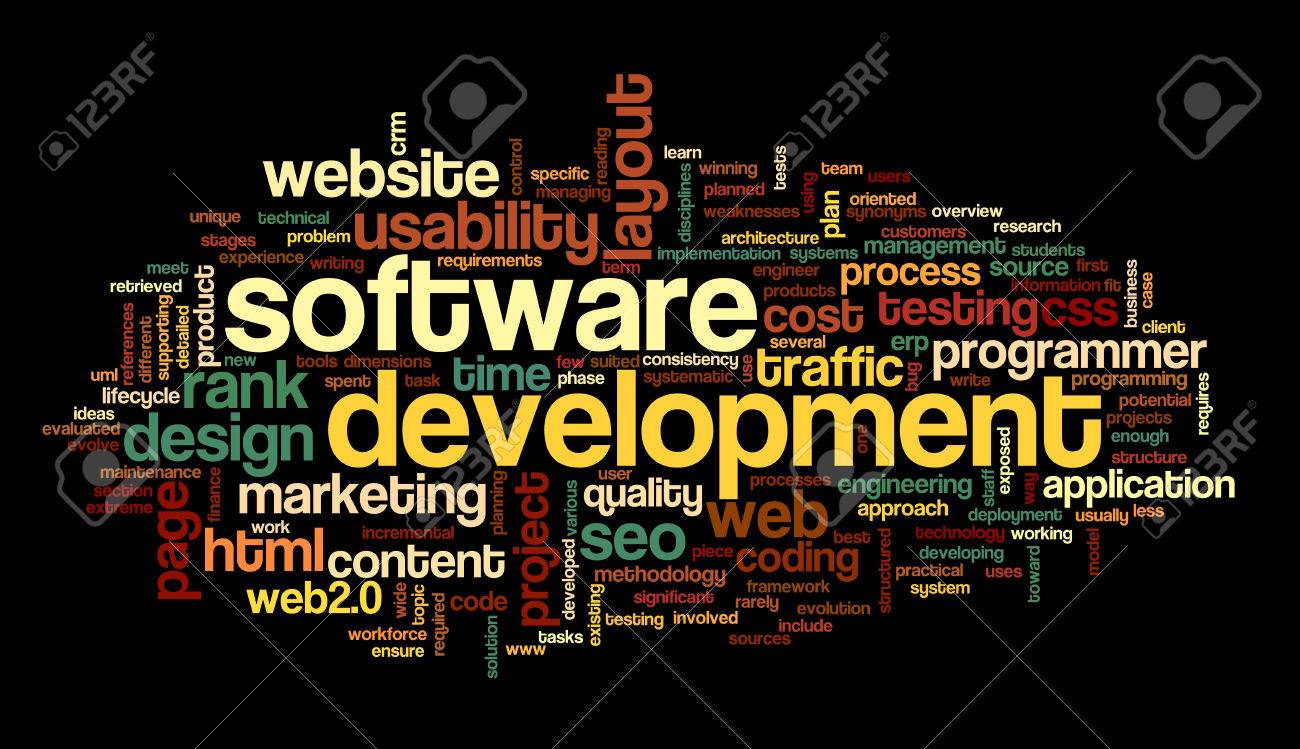 123RF
123RF
crm
layout
website
control
specific
managing
reading
learn
disciplines
winning
planned
weaknesses
tests
using
team
users
plan
oriented
synonyms
overview
customers
research
unique
technical
usability
stages
problem
experience
writing
requirements
term
architecture
implementation
systems
management
students
meet
retrieved
product
software
engineer
process
source
first
products
information
fit
business
case
references
different
supporting
detailed
cost
testing
css
client
several
erp
programmer
new
tools
dimensions
few
suited
consistency
use
traffic
bug
uml
lifecycle
rank
spent
task
time
phase
systematic
write
programming
potential
requires
ideas
evaluated
evolve
design
development
one
projects
enough
structure
maintenance
section
extreme
page
finance
marketing
planning
project
various
user
quality
processes
engineering
staff
exposed
way
application
work
incremental
web
approach
deployment
usually
less
html
content
developed
seo
piece
coding
best
structured
technology
working
developing
model
methodology
practical
uses
toward
web2.0
wide
topic
code
existing
significant
framework
system
rarely
evolution
workforce
required
testing
involved
include
ensure
solution
www
tasks
sources
123RF
123RF
123RF